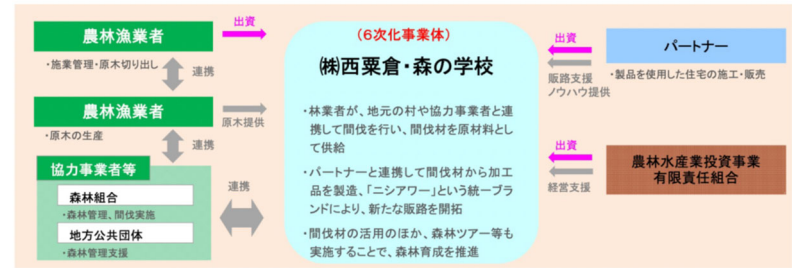 農林漁業者
・施業管理・原木切り出し
連携
農林漁業者
・原木の生産
連携
協力事業者等
森林組合
・森林管理、間伐実施
地方公共団体
・森林管理支援
出資
原木提供
連携
(6次化事業体)
㈱西粟倉・森の学校
・林業者が、地元の村や協力事業者と連
携して間伐を行い、間伐材を原材料とし
て供給
・パートナーと連携して間伐材から加工
品を製造、「ニシアワー」という統一ブラ
ンドにより、新たな販路を開拓
・間伐材の活用のほか、森林ツアー等も
実施することで、森林育成を推進
出資
販路支援
ノウハウ提供
パートナー
・製品を使用した住宅の施工・販売
出資
経営支援
農林水産業投資事業
有限責任組合